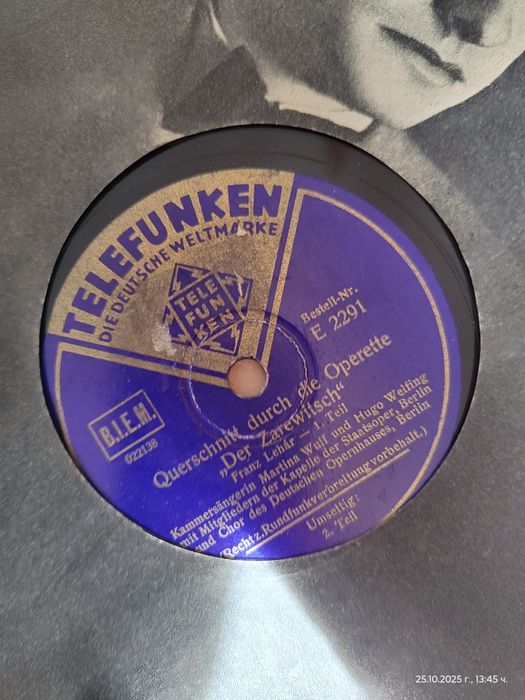 TELEFUNKEN
DIE DEUTSCHE WELTMARKE
TELE
FUN
KEN
Bestell-Nr.
E 2291
B.I.E.M.
022138
Querschnitt durch die Operette
„Der Zarewitsch“
Franz Lehár — 1. Teil
Kammersängerin Martina Wulf und Hugo Welfing
mit Mitgliedern der Kapelle der Staatsoper, Berlin
und Chor des Deutschen Opernhauses, Berlin
(Recht z. Rundfunkverbreitung vorbehalt.)
Umseitig:
2. Teil
25.10.2025 г., 13:45 ч.